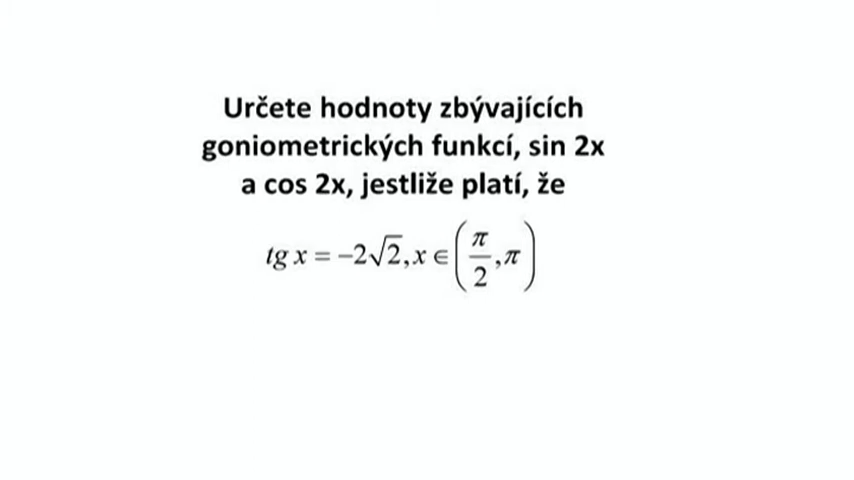 Určete hodnoty zbývajících
goniometrických funkcí, sin 2x
a cos 2x, jestliže platí, že
tg x = −2√2, x ∈ (π/2, π)